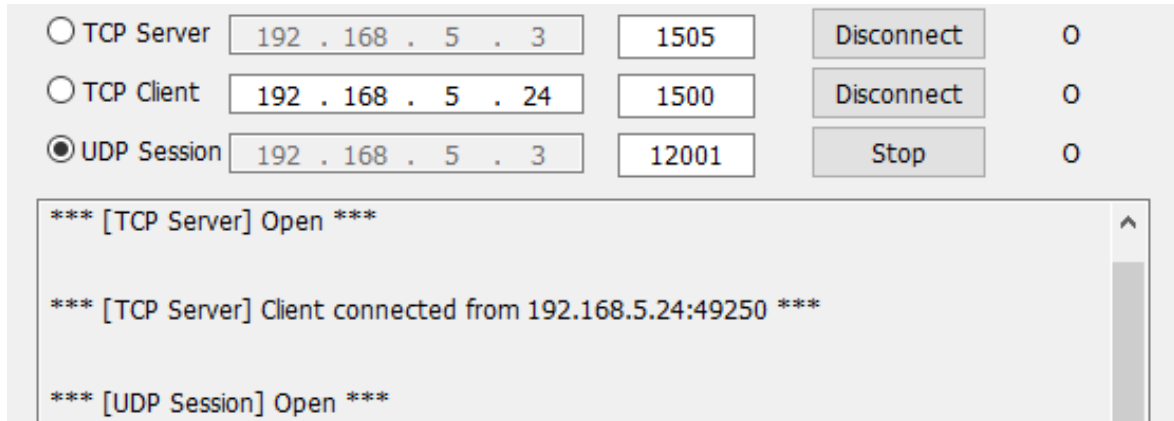 TCP Server 192 . 168 . 5 . 3 1505 Disconnect O
TCP Client 192 . 168 . 5 . 24 1500 Disconnect O
UDP Session 192 . 168 . 5 . 3 12001 Stop O
*** [TCP Server] Open ***
*** [TCP Server] Client connected from 192.168.5.24:49250 ***
*** [UDP Session] Open ***